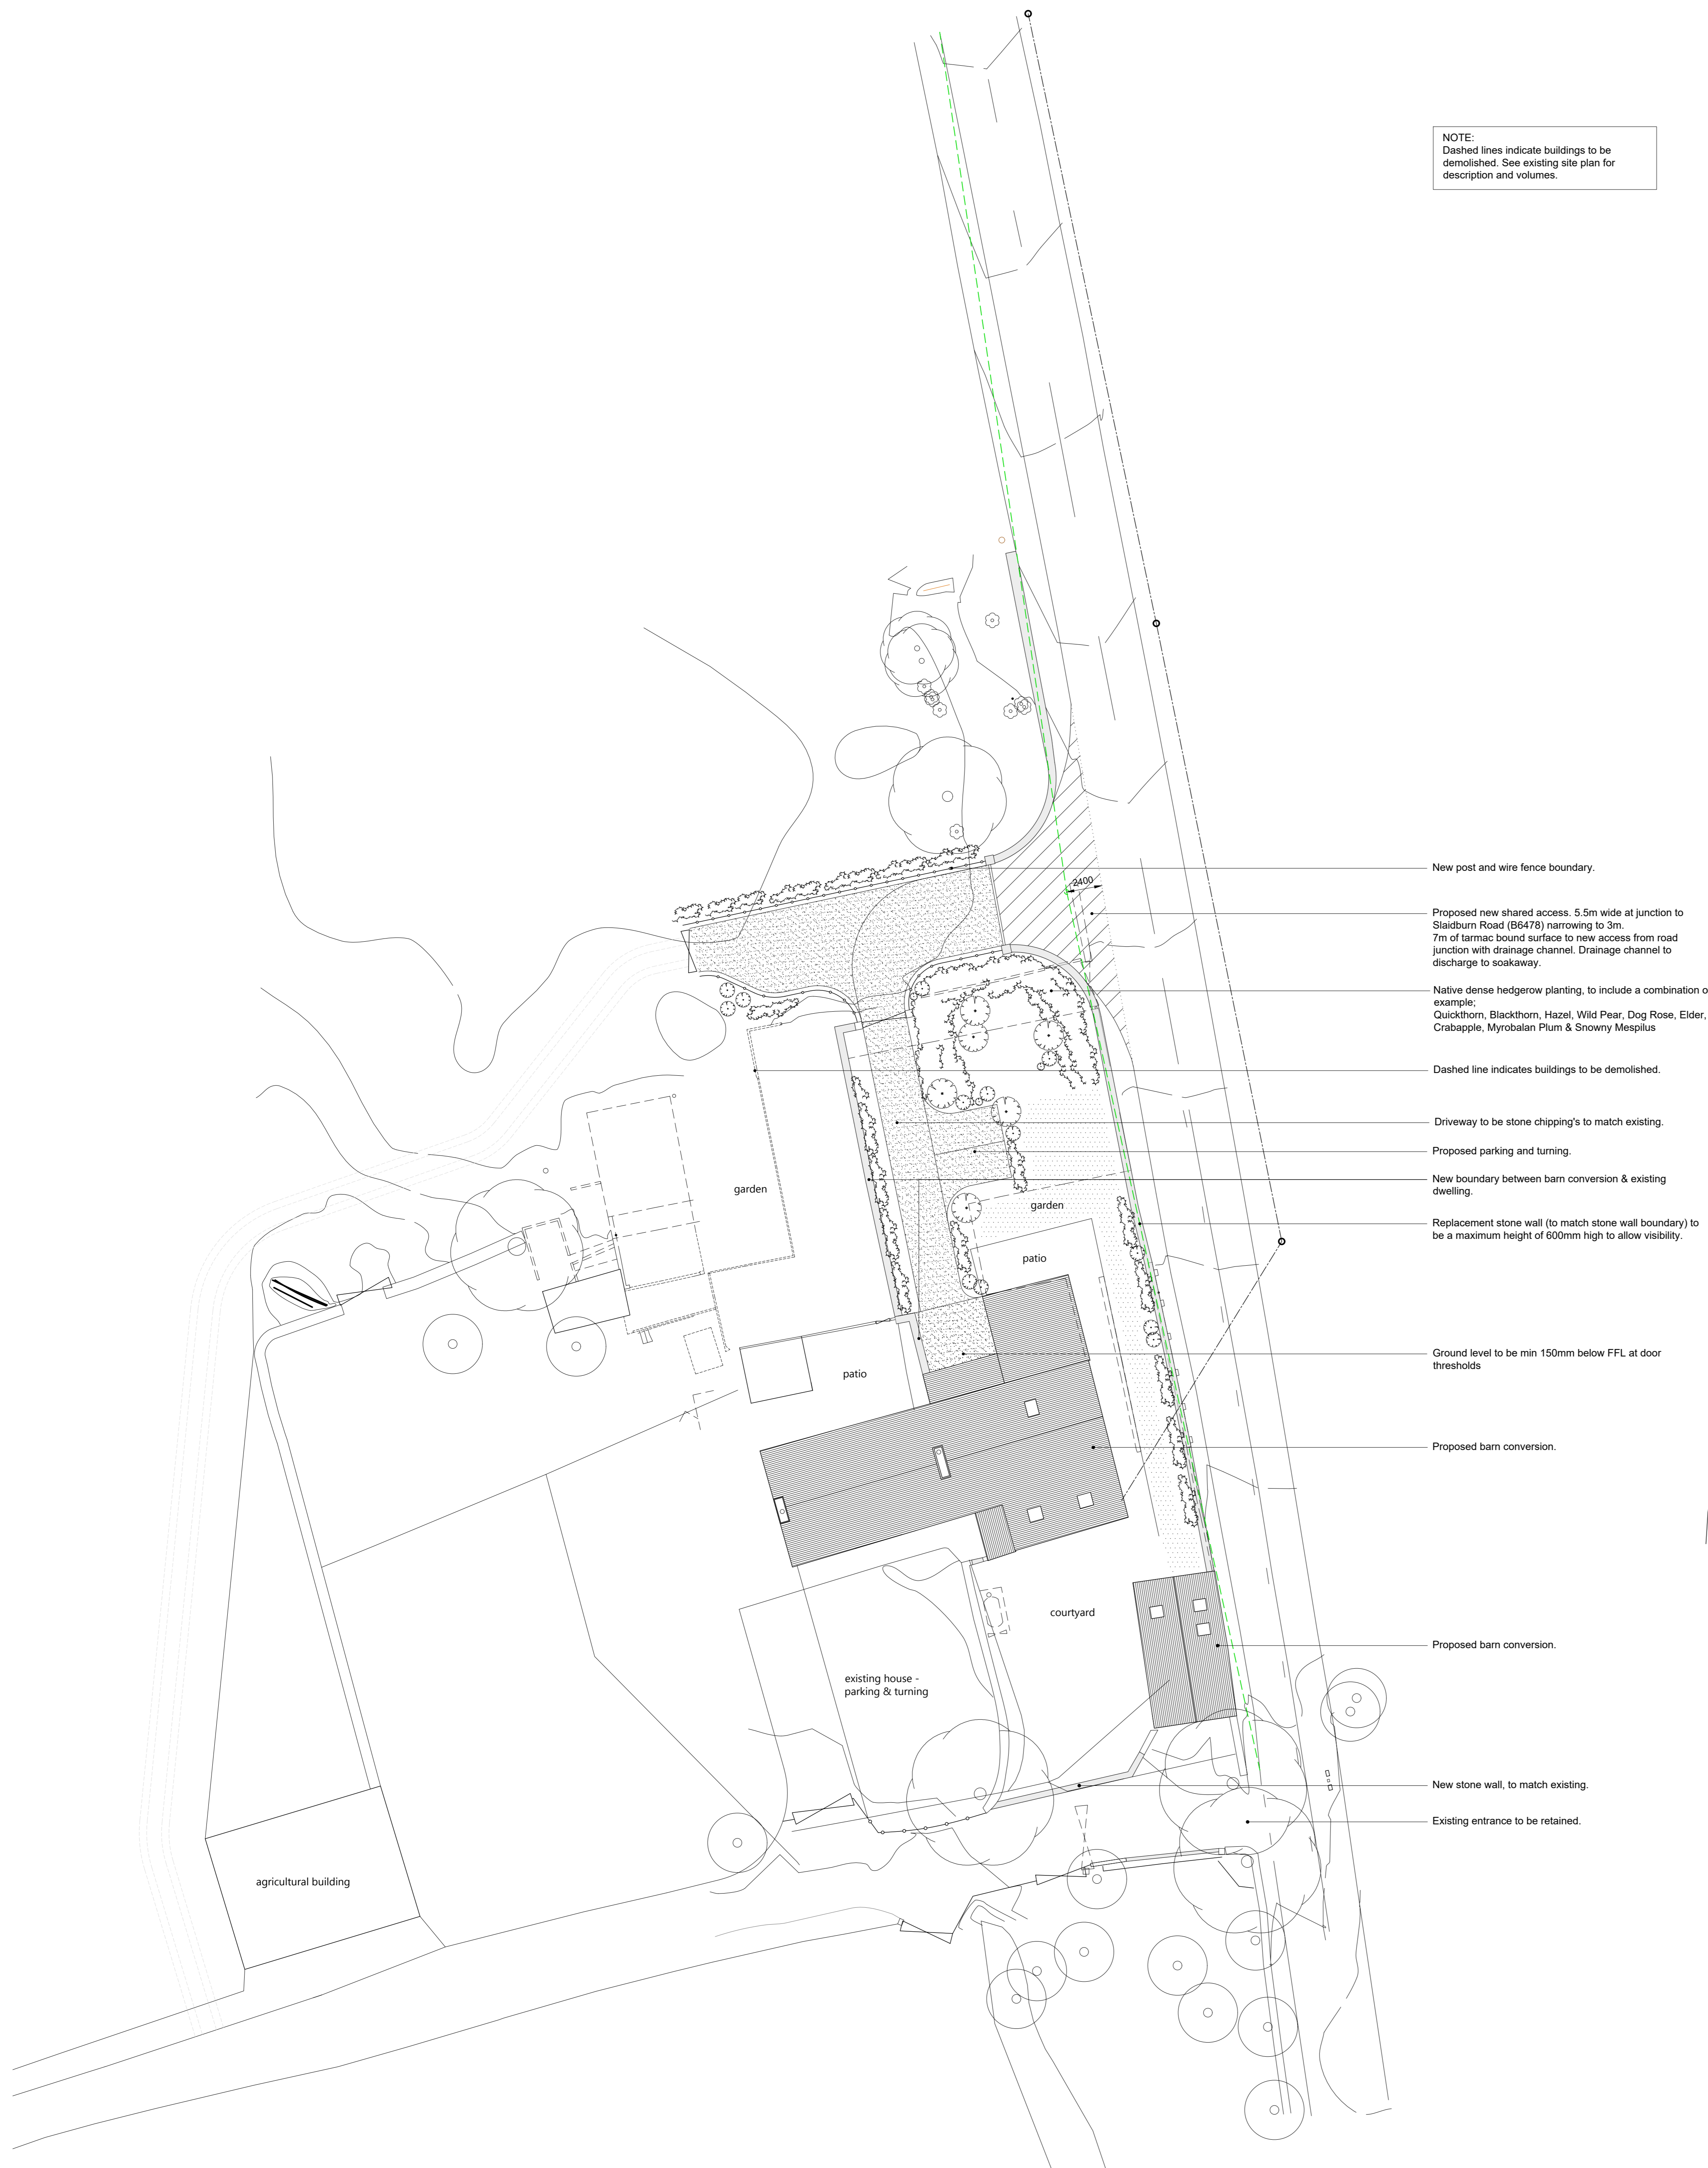 NOTE:
Dashed lines indicate buildings to be
demolished. See existing site plan for
description and volumes.
New post and wire fence boundary.
2400
Proposed new shared access. 5.5m wide at junction to
Slaidburn Road (B6478) narrowing to 3m.
7m of tarmac bound surface to new access from road
junction with drainage channel. Drainage channel to
discharge to soakaway.
Native dense hedgerow planting, to include a combination o
example;
Quickthorn, Blackthorn, Hazel, Wild Pear, Dog Rose, Elder,
Crabapple, Myrobalan Plum & Snowny Mespilus
Dashed line indicates buildings to be demolished.
Driveway to be stone chipping's to match existing.
Proposed parking and turning.
New boundary between barn conversion & existing
dwelling.
garden
garden
Replacement stone wall (to match stone wall boundary) to
be a maximum height of 600mm high to allow visibility.
patio
Ground level to be min 150mm below FFL at door
thresholds
patio
Proposed barn conversion.
courtyard
Proposed barn conversion.
existing house -
parking & turning
New stone wall, to match existing.
Existing entrance to be retained.
agricultural building